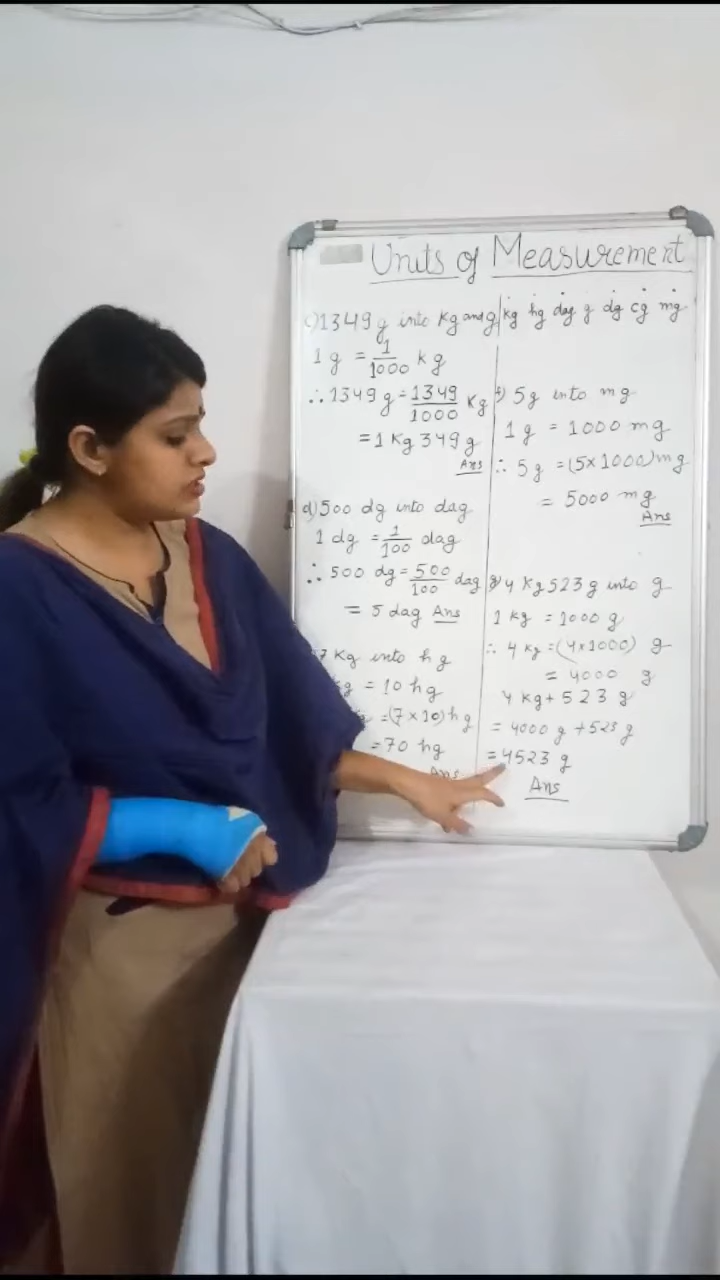 Units of Measurement
c) 1349 g into Kg and g
1 g = 1/1000 kg
∴ 1349 g = 1349/1000 Kg
= 1 Kg 349 g
Ans
d) 500 dg into dag
1 dg = 1/100 dag
∴ 500 dg = 500/100 dag
= 5 dag Ans
7 Kg into hg
kg = 10 hg
= (7 × 10) hg
= 70 hg
Ans
kg hg dag g dg cg mg
f) 5g into mg
1 g = 1000 mg
∴ 5g = (5×1000) mg
= 5000 mg
Ans
g) 4 Kg 523 g into g
1 kg = 1000 g
∴ 4 kg = (4×1000) g
= 4000 g
4 kg + 523 g
= 4000 g + 523 g
= 4523 g
Ans